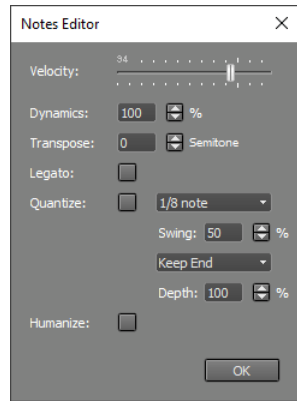 Notes Editor
94
Velocity:
Dynamics: 100 %
Transpose: 0 Semitone
Legato:
Quantize: 1/8 note
Swing: 50 %
Keep End
Depth: 100 %
Humanize:
OK